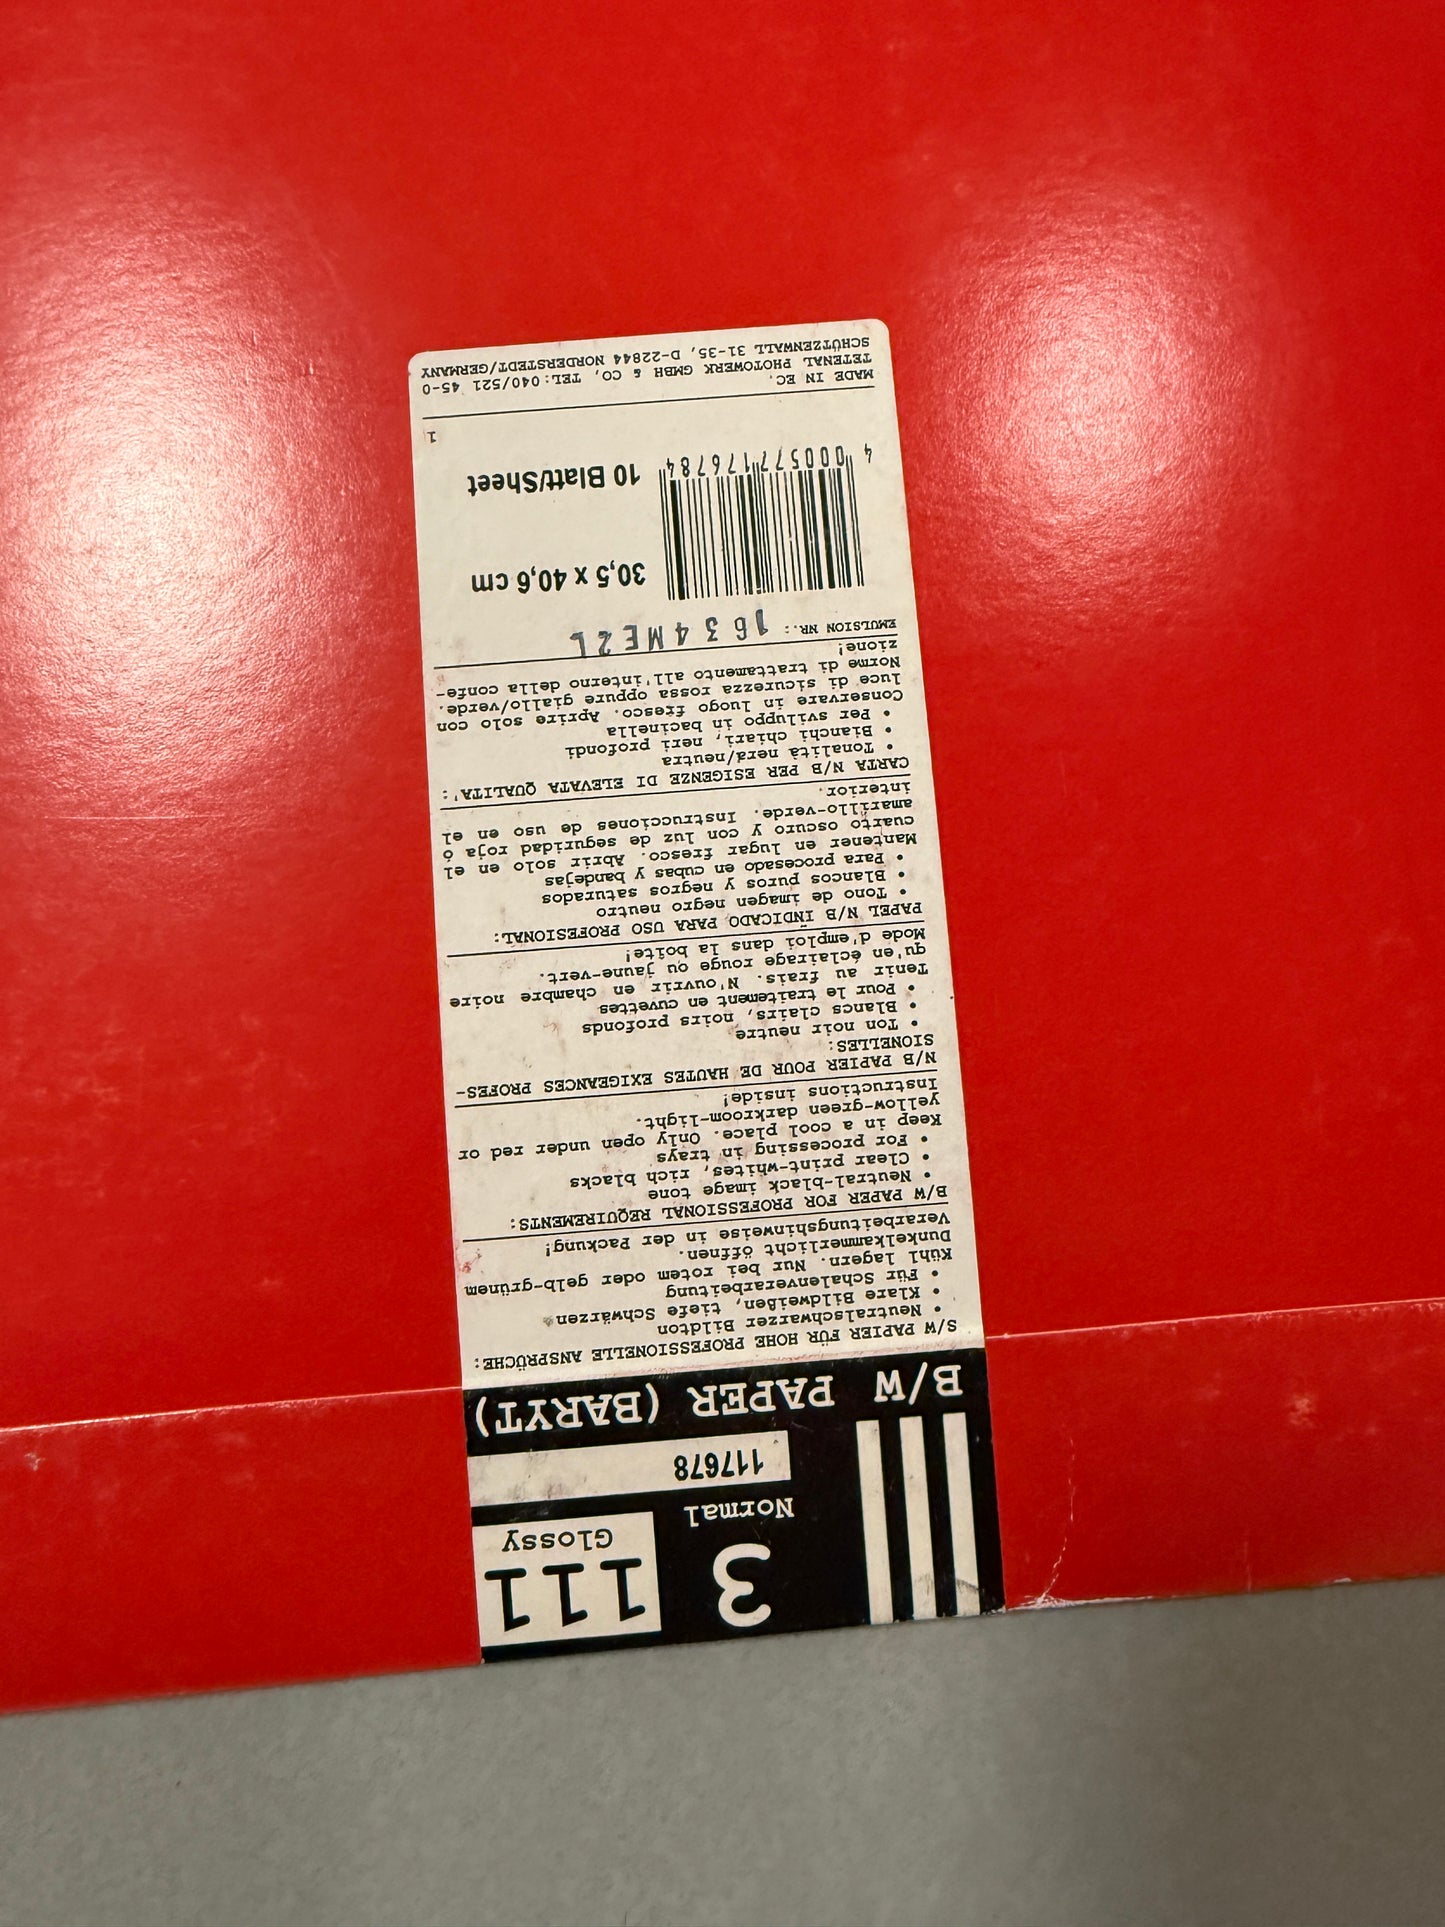 3
Normal
111
Glossy
117678
B/W PAPER (BARYT)
S/W PAPIER FÜR HOHE PROFESSIONELLE ANSPRÜCHE:
• Neutralschwarzer Bildton
• Klare Bildweißen, tiefe Schwärzen
• Für Schalenverarbeitung
Kühl lagern. Nur bei rotem oder gelb-grünem
Dunkelkammerlicht öffnen.
Verarbeitungshinweise in der Packung!
B/W PAPER FOR PROFESSIONAL REQUIREMENTS:
• Neutral-black image tone
• Clear print-whites, rich blacks
• For processing in trays
Keep in a cool place. Only open under red or
yellow-green darkroom-light.
Instructions inside!
N/B PAPIER POUR DE HAUTES EXIGEANCES PROFES-
SIONELLES:
• Ton noir neutre
• Blancs clairs, noirs profonds
• Pour le traitement en cuvettes
Tenir au frais. N'ouvrir en chambre noire
qu'en éclairage rouge ou jaune-vert.
Mode d'emploi dans la boîte!
PAPEL N/B INDICADO PARA USO PROFESIONAL:
• Tono de imagen negro neutro
• Blancos puros y negros saturados
• Para procesado en cubas y bandejas
Mantener en lugar fresco. Abrir solo en el
cuarto oscuro y con luz de seguridad roja ó
amarillo-verde. Instrucciones de uso en el
interior.
CARTA N/B PER ESIGENZE DI ELEVATA QUALITA':
• Tonalità nera/neutra
• Bianchi chiari, neri profondi
• Per sviluppo in bacinella
Conservare in luogo fresco. Aprire solo con
luce di sicurezza rossa oppure giallo/verde.
Norme di trattamento all'interno della confe-
zione!
EMULSION NR.: 1634ME2L
30,5 x 40,6 cm
10 Blatt/Sheet
4 000577 176784
1
MADE IN EC.
TETENAL PHOTOWERK GMBH & CO, TEL:040/521 45-0
SCHÜTZENWALL 31-35, D-22844 NORDERSTEDT/GERMANY